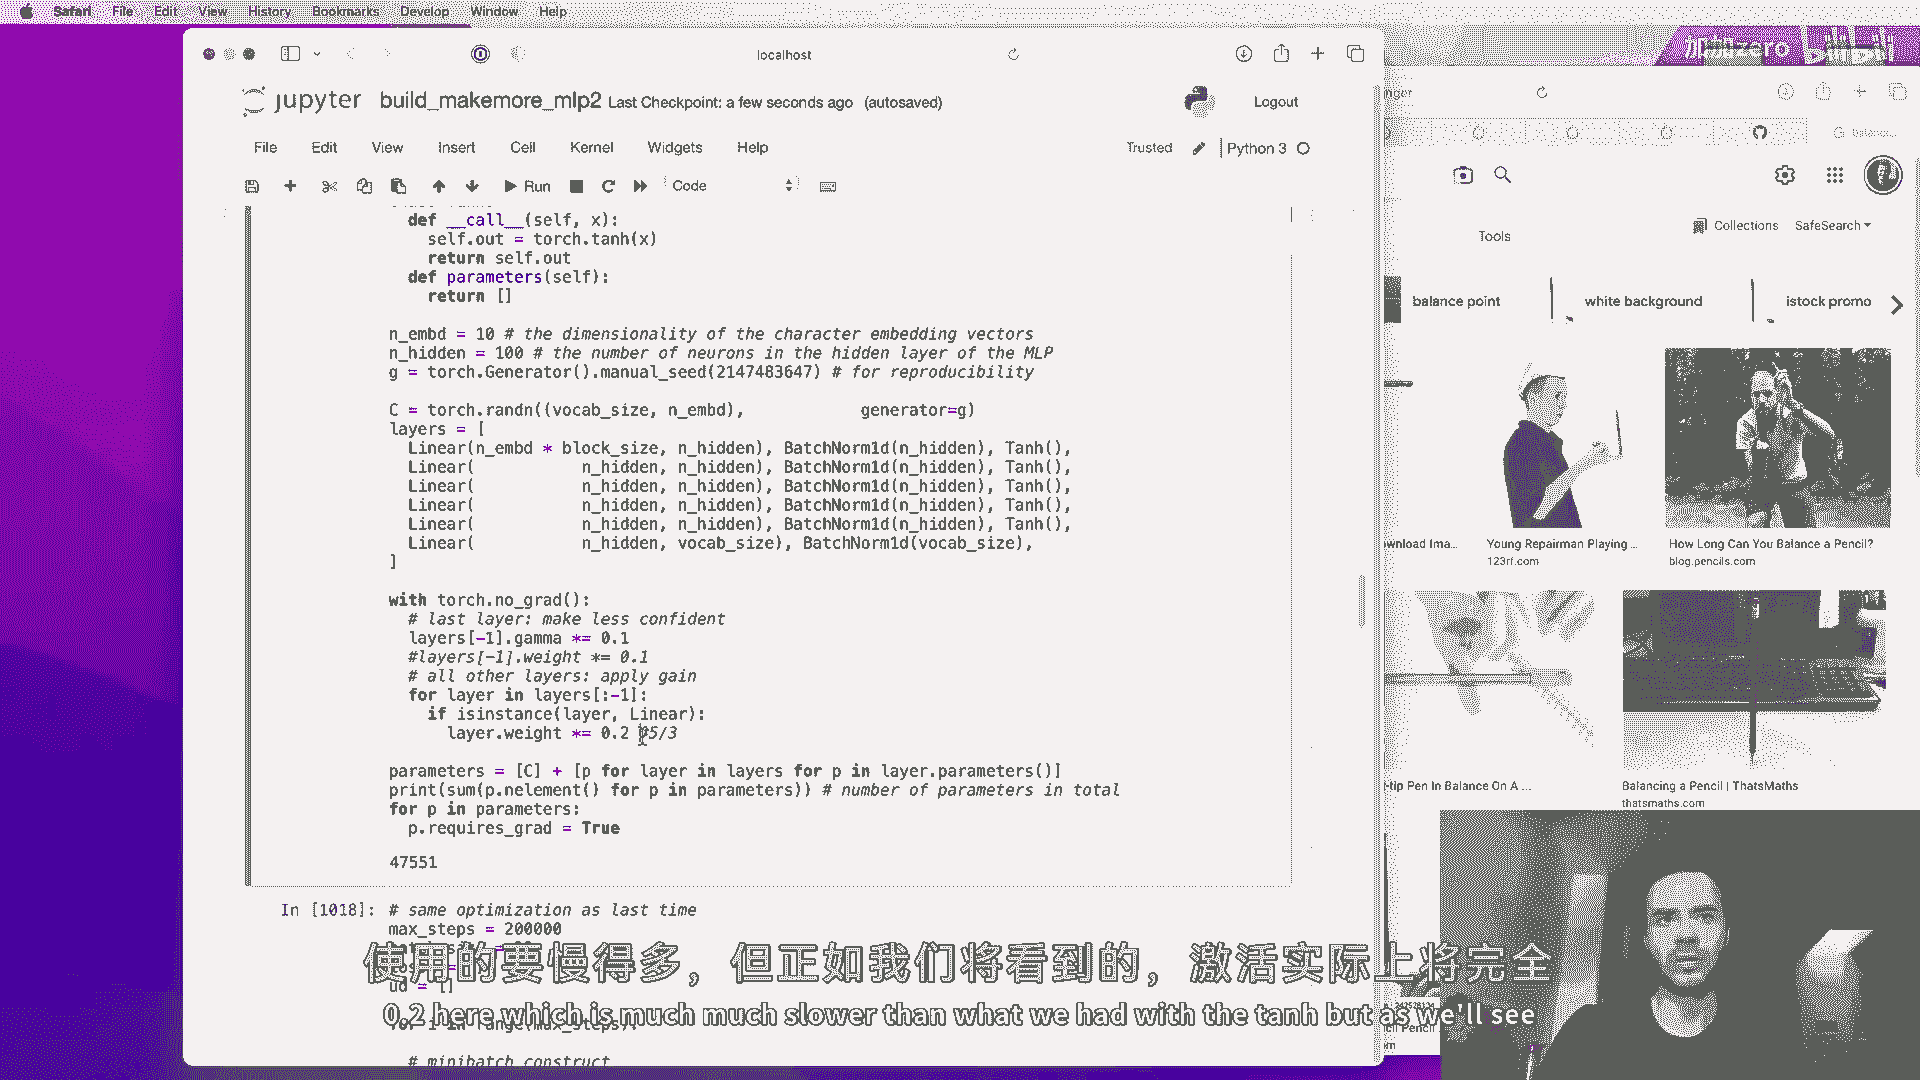 Safari File Edit View History Bookmarks Develop Window Help
localhost
jupyter build_makemore_mlp2 Last Checkpoint: a few seconds ago (autosaved)
Logout
File Edit View Insert Cell Kernel Widgets Help
Trusted Python 3
Run Code
def __call__(self, x):
self.out = torch.tanh(x)
return self.out
def parameters(self):
return []
n_embd = 10 # the dimensionality of the character embedding vectors
n_hidden = 100 # the number of neurons in the hidden layer of the MLP
g = torch.Generator().manual_seed(2147483647) # for reproducibility
C = torch.randn((vocab_size, n_embd), generator=g)
layers = [
Linear(n_embd * block_size, n_hidden), BatchNorm1d(n_hidden), Tanh(),
Linear( n_hidden, n_hidden), BatchNorm1d(n_hidden), Tanh(),
Linear( n_hidden, n_hidden), BatchNorm1d(n_hidden), Tanh(),
Linear( n_hidden, n_hidden), BatchNorm1d(n_hidden), Tanh(),
Linear( n_hidden, n_hidden), BatchNorm1d(n_hidden), Tanh(),
Linear( n_hidden, vocab_size), BatchNorm1d(vocab_size),
]
with torch.no_grad():
# last layer: make less confident
layers[-1].gamma *= 0.1
#layers[-1].weight *= 0.1
# all other layers: apply gain
for layer in layers[:-1]:
if isinstance(layer, Linear):
layer.weight *= 0.2 #5/3
parameters = [C] + [p for layer in layers for p in layer.parameters()]
print(sum(p.nelement() for p in parameters)) # number of parameters in total
for p in parameters:
p.requires_grad = True
47551
In [1018]: # same optimization as last time
max_steps = 200000
ud = []
# minibatch construct
Tools
Collections SafeSearch
balance point white background istock promo
Young Repairman Playing ...
123rf.com
How Long Can You Balance a Pencil?
blog.pencils.com
-tip Pen In Balance On A ...
Balancing a Pencil | ThatsMaths
thatsmaths.com
使用的要慢得多，但正如我们将看到的，激活实际上将完全
0.2 here which is much much slower than what we had with the tanh but as we'll see